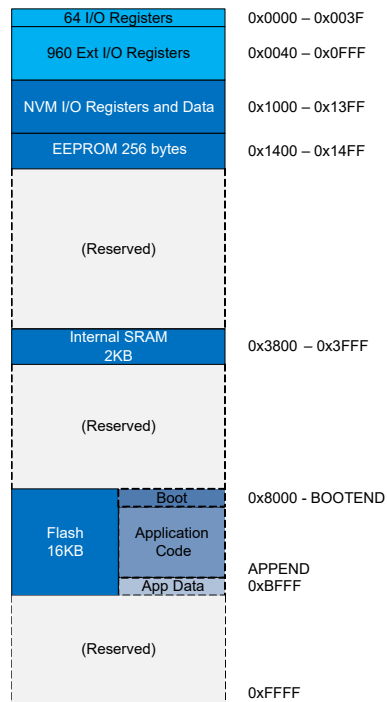 64 I/O Registers
0x0000 – 0x003F
960 Ext I/O Registers
0x0040 – 0x0FFF
NVM I/O Registers and Data
0x1000 – 0x13FF
EEPROM 256 bytes
0x1400 – 0x14FF
(Reserved)
Internal SRAM
2KB
0x3800 – 0x3FFF
(Reserved)
Boot
0x8000 - BOOTEND
Flash
16KB
Application
Code
APPEND
App Data
0xBFFF
(Reserved)
0xFFFF